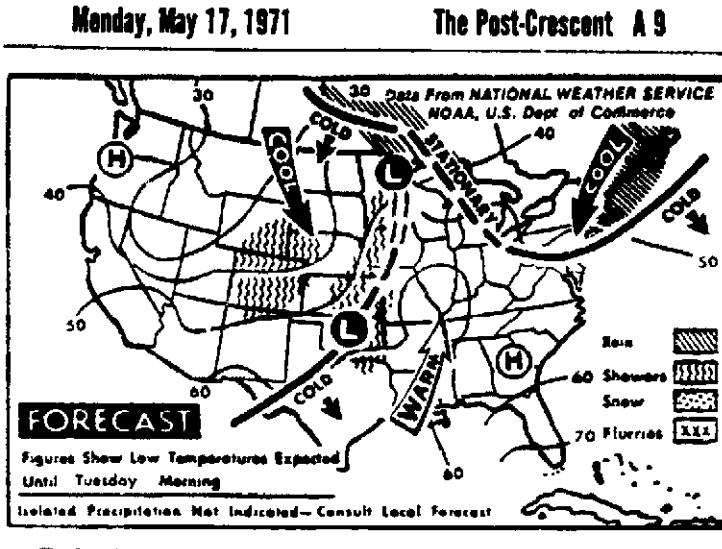 Monday, May 17, 1971 The Post-Crescent A 9
30 30 Data From NATIONAL WEATHER SERVICE
NOAA, U.S. Dept of Commerce
COLD
40
COOL
STATIONARY
COOL
H
L
COLD
40
50
50
L
Rain
H
60
COLD
WARM
60 Showers
Snow
FORECAST
70 Flurries XXX
Figures Show Low Temperatures Expected
60
Until Tuesday Morning
Isolated Precipitation Not Indicated—Consult Local Forecast